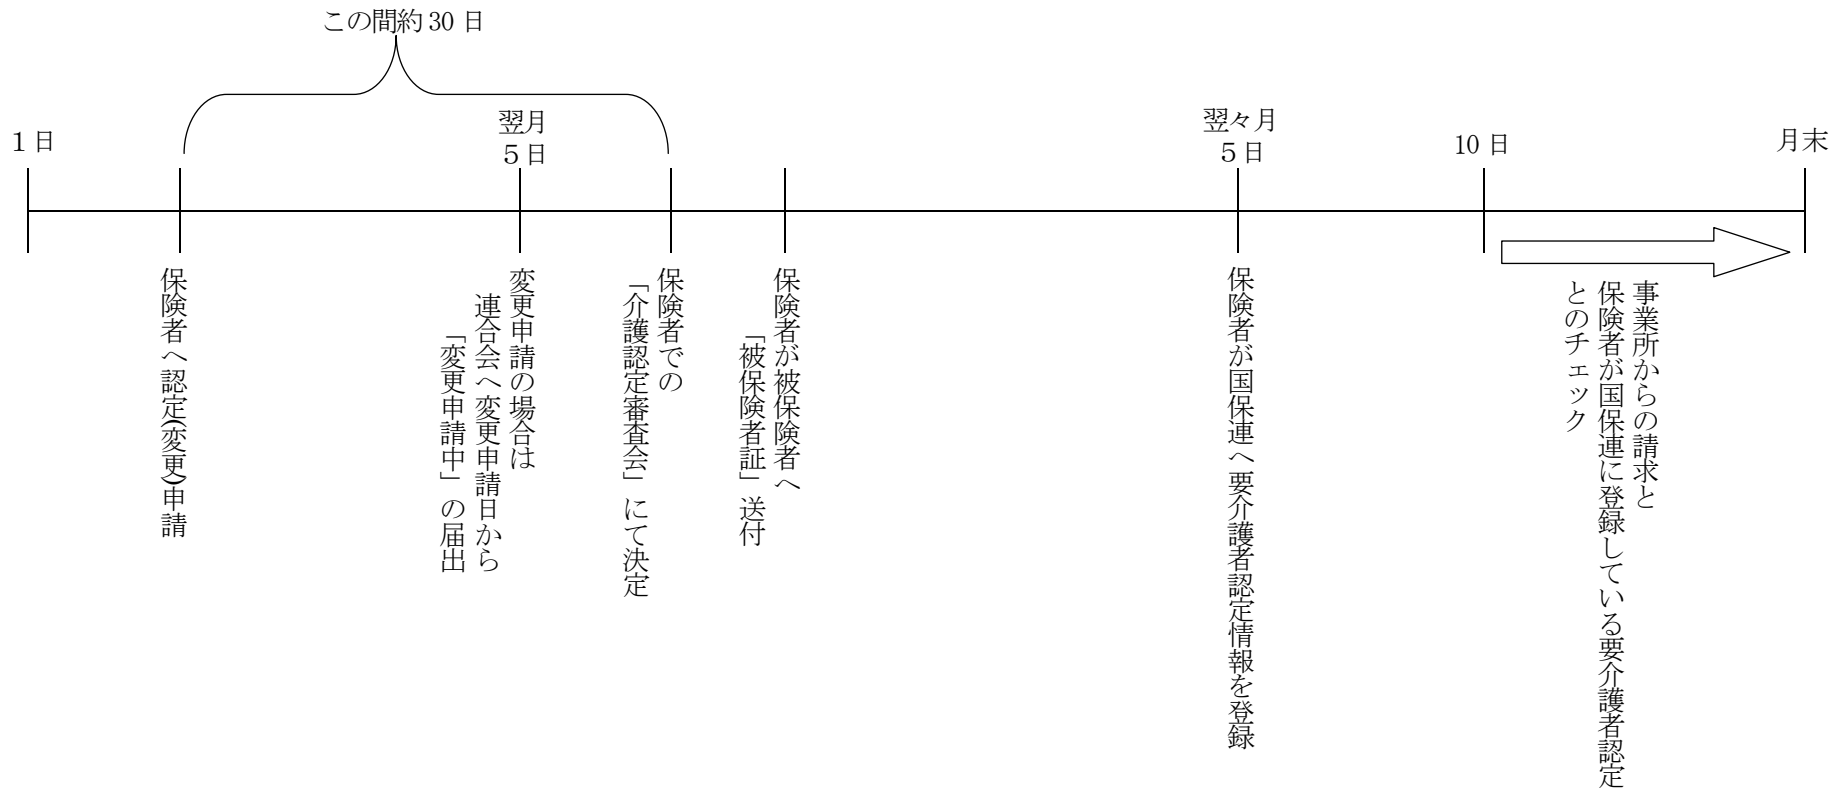 この間約30日
1日
翌月
5日
翌々月
5日
10日
月末
保険者へ認定(変更)申請
変更申請の場合は
連合会へ変更申請日から
「変更申請中」の届出
保険者での
「介護認定審査会」にて決定
保険者が被保険者へ
「被保険者証」送付
保険者が国保連へ要介護者認定情報を登録
事業所からの請求と
保険者が国保連に登録している要介護者認定
とのチェック